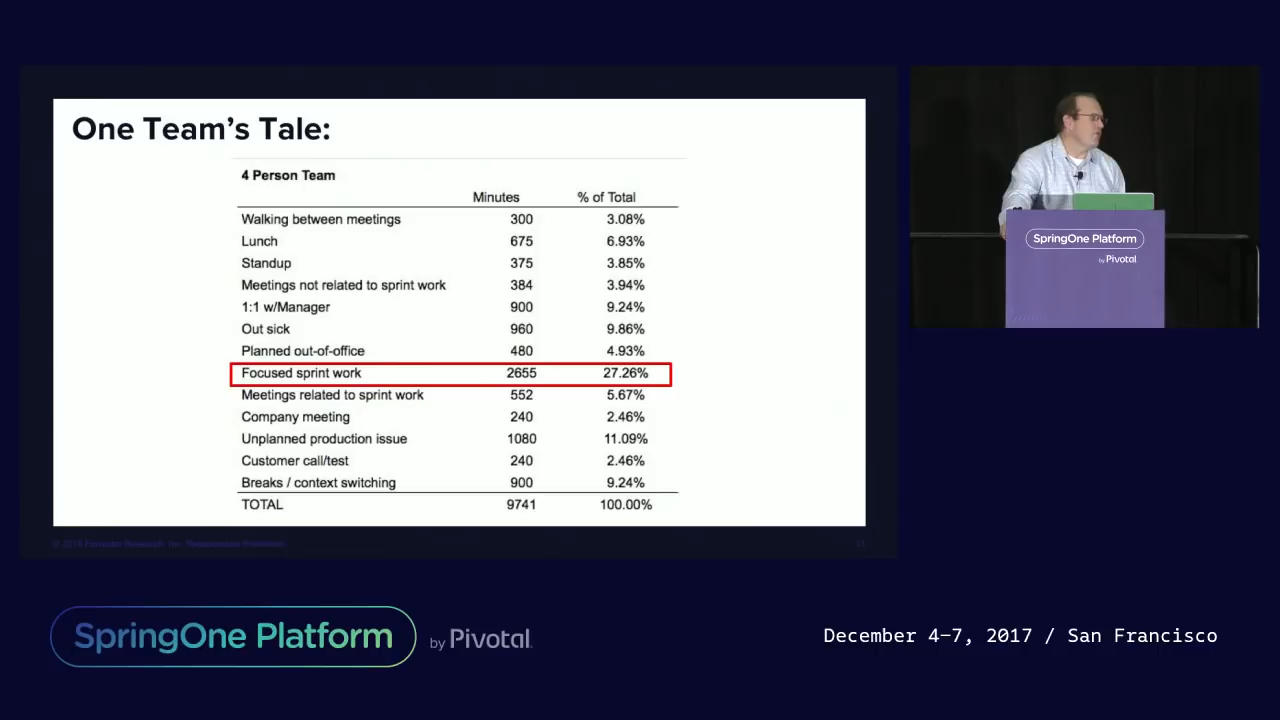 One Team's Tale:
4 Person Team
Minutes % of Total
Walking between meetings 300 3.08%
Lunch 675 6.93%
Standup 375 3.85%
Meetings not related to sprint work 384 3.94%
1:1 w/Manager 900 9.24%
Out sick 960 9.86%
Planned out-of-office 480 4.93%
Focused sprint work 2655 27.26%
Meetings related to sprint work 552 5.67%
Company meeting 240 2.46%
Unplanned production issue 1080 11.09%
Customer call/test 240 2.46%
Breaks / context switching 900 9.24%
TOTAL 9741 100.00%
SpringOne Platform
by Pivotal
SpringOne Platform by Pivotal.
December 4–7, 2017 / San Francisco